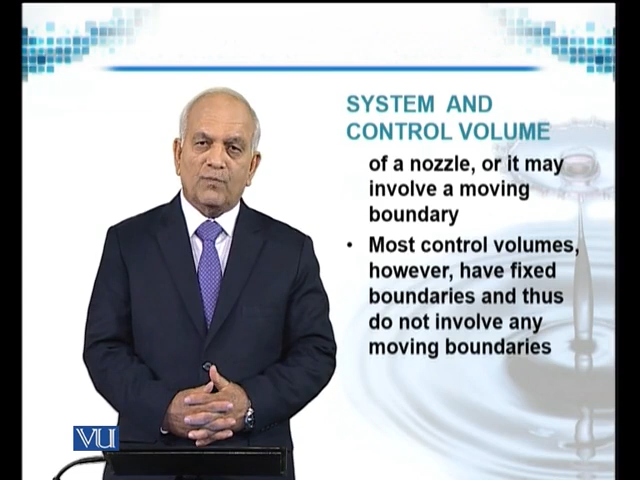 SYSTEM AND
CONTROL VOLUME
of a nozzle, or it may
involve a moving
boundary
• Most control volumes,
however, have fixed
boundaries and thus
do not involve any
moving boundaries
VU